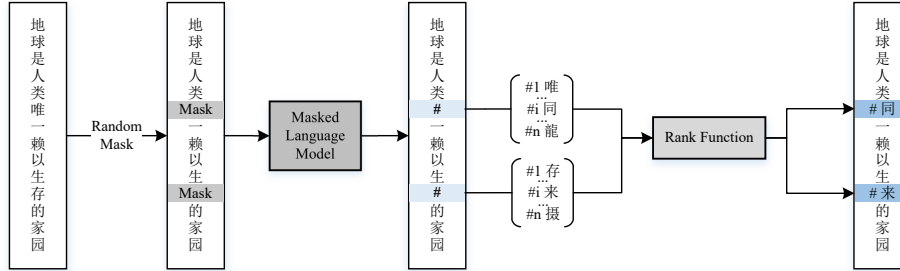 地球是人类唯一赖以生存的家园
Random
Mask
地球是人类
Mask
一赖以生
Mask
的家园
Masked
Language
Model
地球是人类
#
一赖以生
#
的家园
#1 唯
...
#i 同
...
#n 龍
#1 存
...
#i 来
...
#n 摄
Rank Function
地球是人类
# 同
一赖以生
# 来
的家园